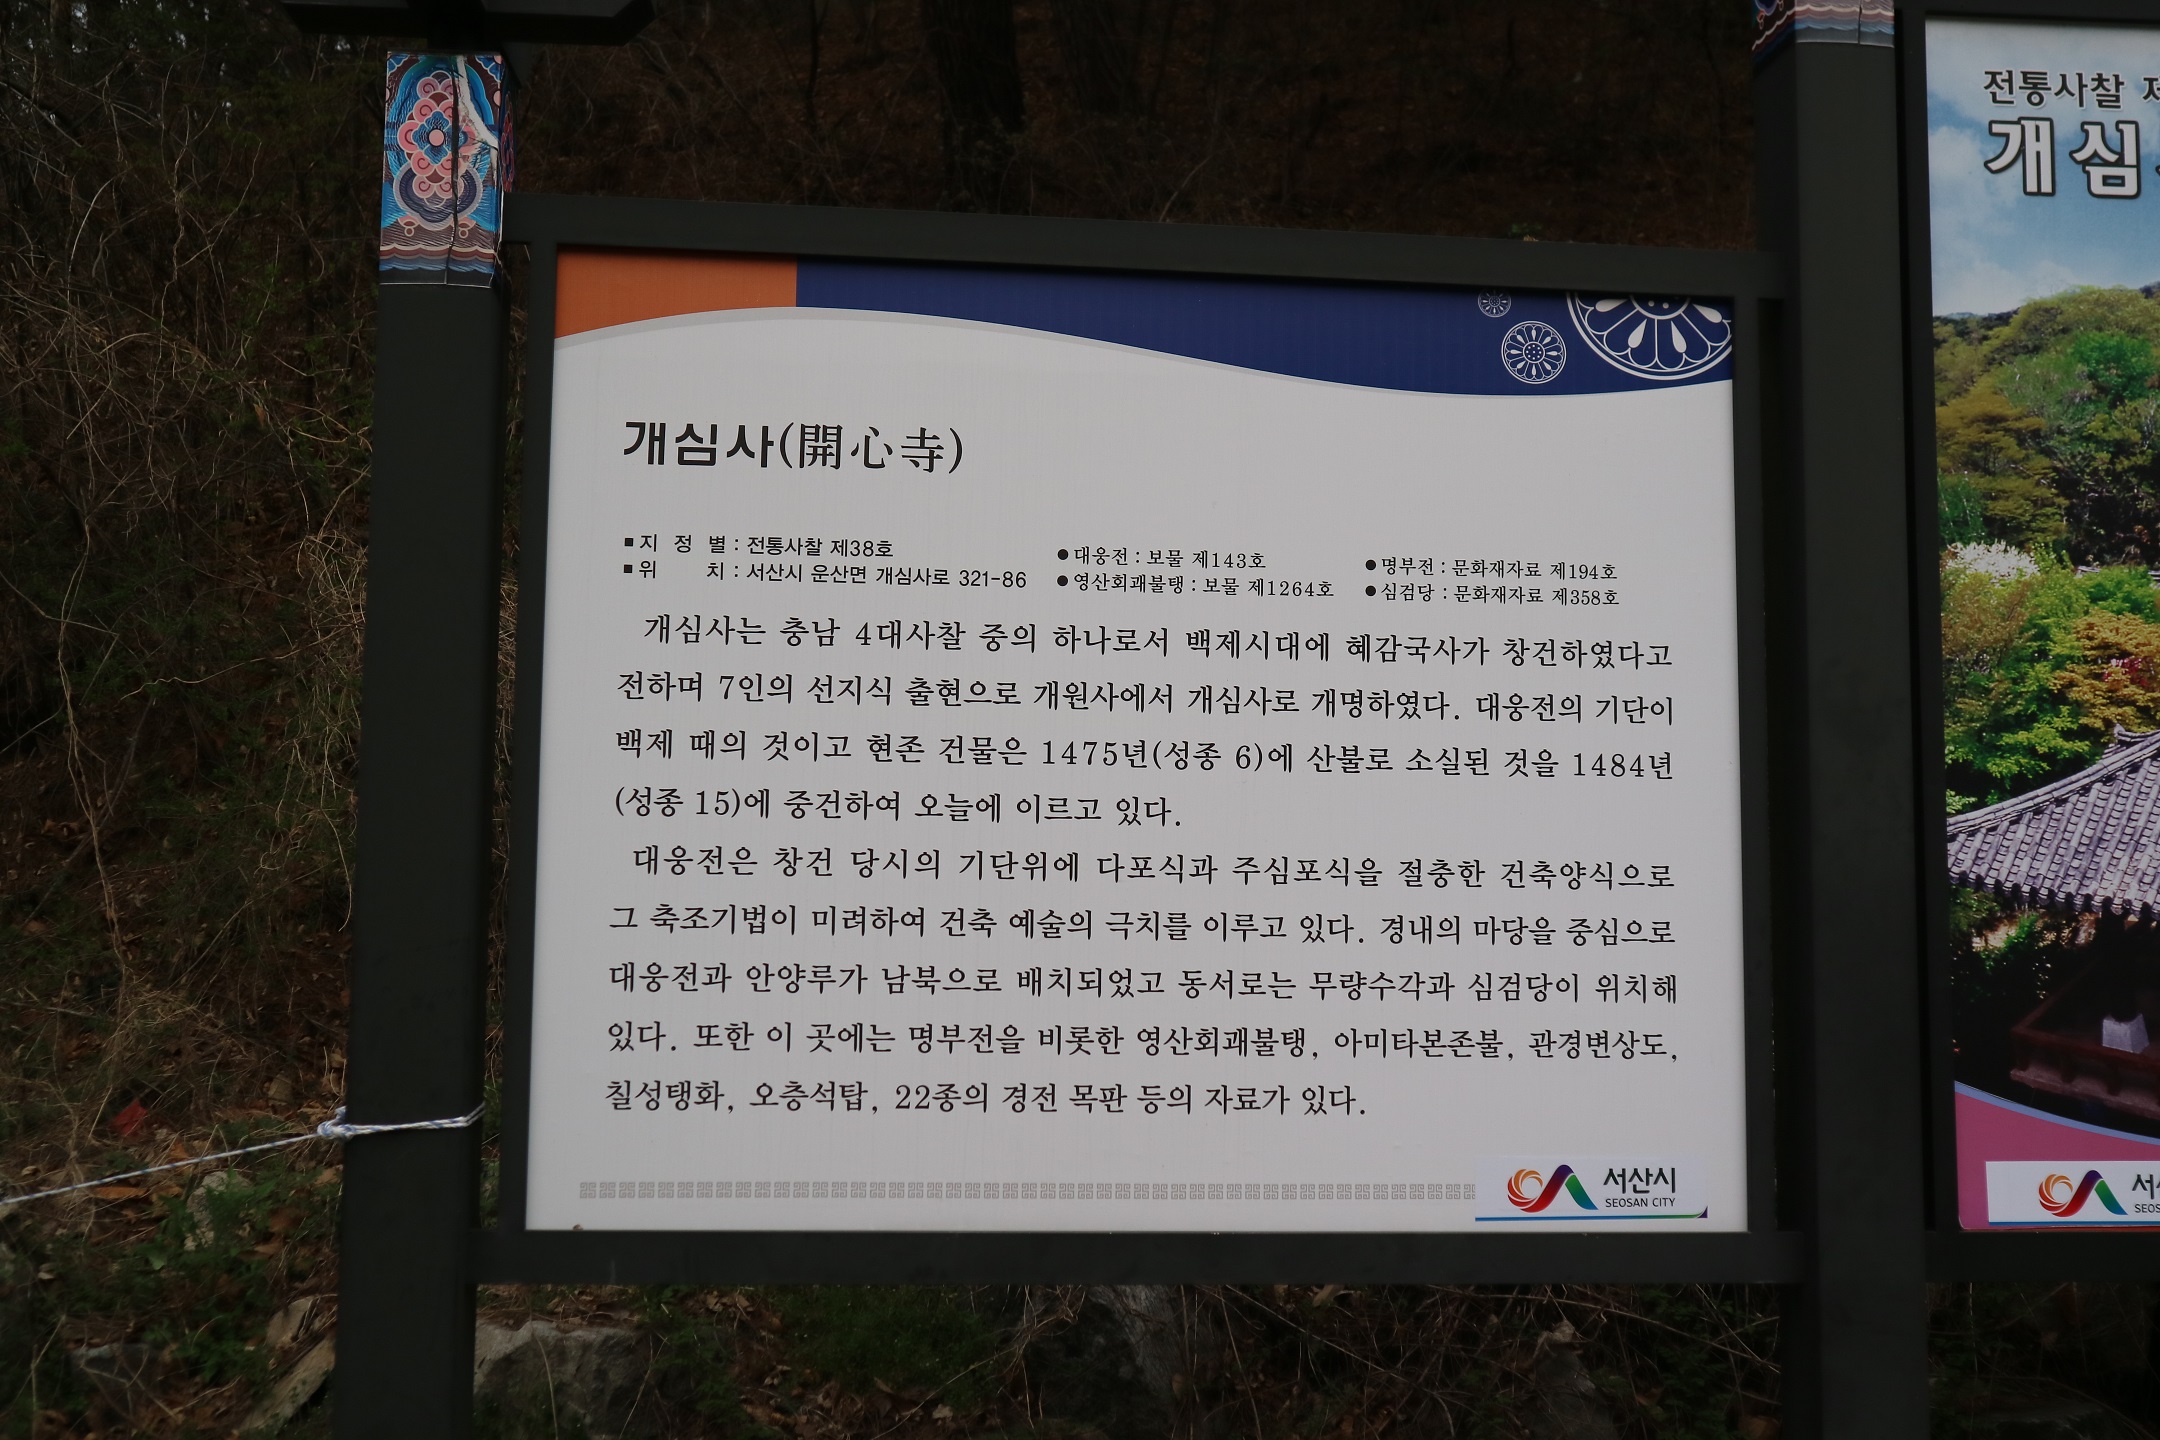 개심사(開心寺)
■ 지 정 별 : 전통사찰 제38호
■ 위 치 : 서산시 운산면 개심사로 321-86
● 대웅전 : 보물 제143호
● 영산회괘불탱 : 보물 제1264호
● 명부전 : 문화재자료 제194호
● 심검당 : 문화재자료 제358호
개심사는 충남 4대사찰 중의 하나로서 백제시대에 혜감국사가 창건하였다고
전하며 7인의 선지식 출현으로 개원사에서 개심사로 개명하였다. 대웅전의 기단이
백제 때의 것이고 현존 건물은 1475년(성종 6)에 산불로 소실된 것을 1484년
(성종 15)에 중건하여 오늘에 이르고 있다.
대웅전은 창건 당시의 기단위에 다포식과 주심포식을 절충한 건축양식으로
그 축조기법이 미려하여 건축 예술의 극치를 이루고 있다. 경내의 마당을 중심으로
대웅전과 안양루가 남북으로 배치되었고 동서로는 무량수각과 심검당이 위치해
있다. 또한 이 곳에는 명부전을 비롯한 영산회괘불탱, 아미타본존불, 관경변상도,
칠성탱화, 오층석탑, 22종의 경전 목판 등의 자료가 있다.
서산시
SEOSAN CITY
전통사찰
개심